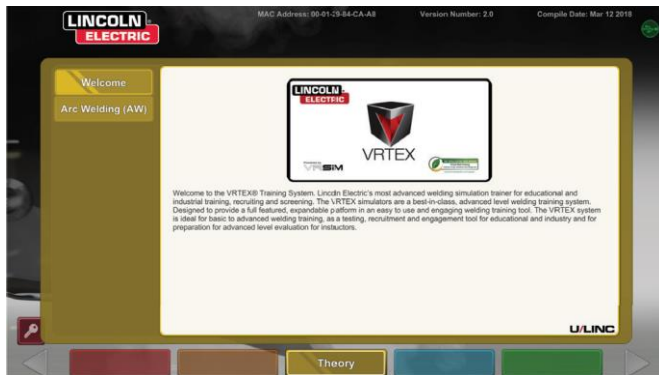 LINCOLN
ELECTRIC
MAC Address: 00-01-29-84-CA-A8 Version Number: 2.0 Compile Date: Mar 12 2018
Welcome
Arc Welding (AW)
LINCOLN
ELECTRIC
VRTEX
VRSIM
Welcome to the VRTEX® Training System. Lincoln Electric's most advanced welding simulation trainer for educational and
industrial training, recruiting and screening. The VRTEX simulators are a best-in-class, advanced level welding training system.
Designed to provide a full featured, expandable platform in an easy to use and engaging welding training tool. The VRTEX system
is ideal for basic to advanced welding training, as a testing, recruitment and engagement tool for educational and industry and for
preparation for advanced level evaluation for instuctors.
U/LINC
Theory